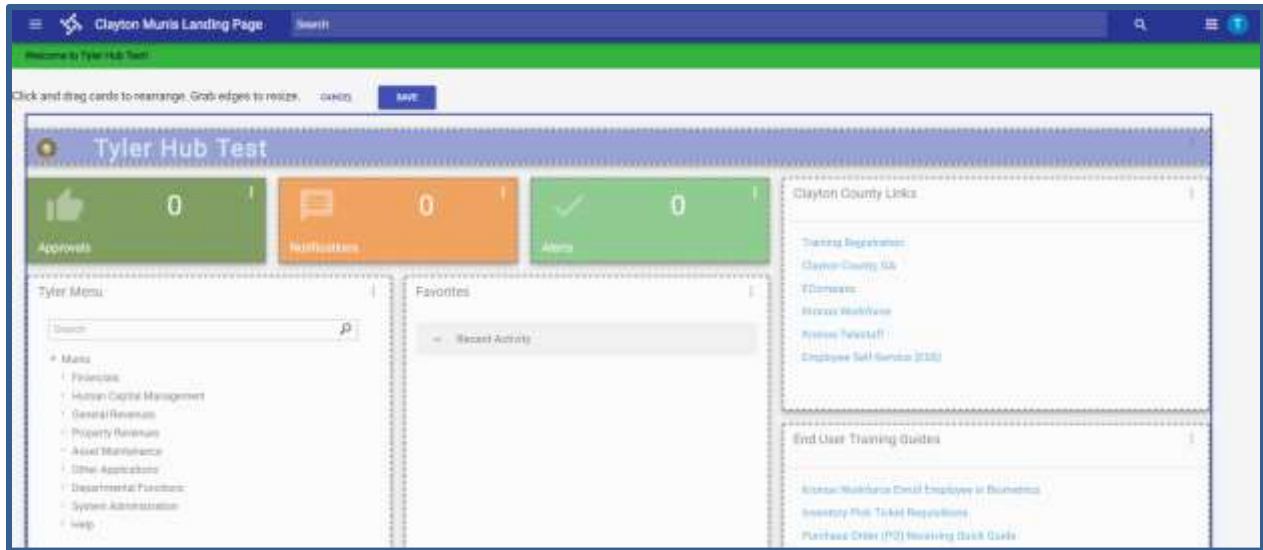 Clayton Munis Landing Page
Search
Welcome to Tyler Hub Test!
Click and drag cards to rearrange. Grab edges to resize.
CANCEL
SAVE
Tyler Hub Test
0
Approvals
0
Notifications
0
Alerts
Clayton County Links
Training Registration
Clayton County, GA
Kronos Workforce
Kronos Telestaff
Employee Self Service (ESS)
Tyler Menu
Search
Munis
Financials
Human Capital Management
General Revenues
Property Revenues
Asset Maintenance
Other Applications
Departmental Functions
System Administration
Help
Favorites
Recent Activity
End User Training Guides
Kronos Workforce Enroll Employee in Biometrics
Inventory Pick Ticket Requisitions
Purchase Order (PO) Receiving Quick Guide
T